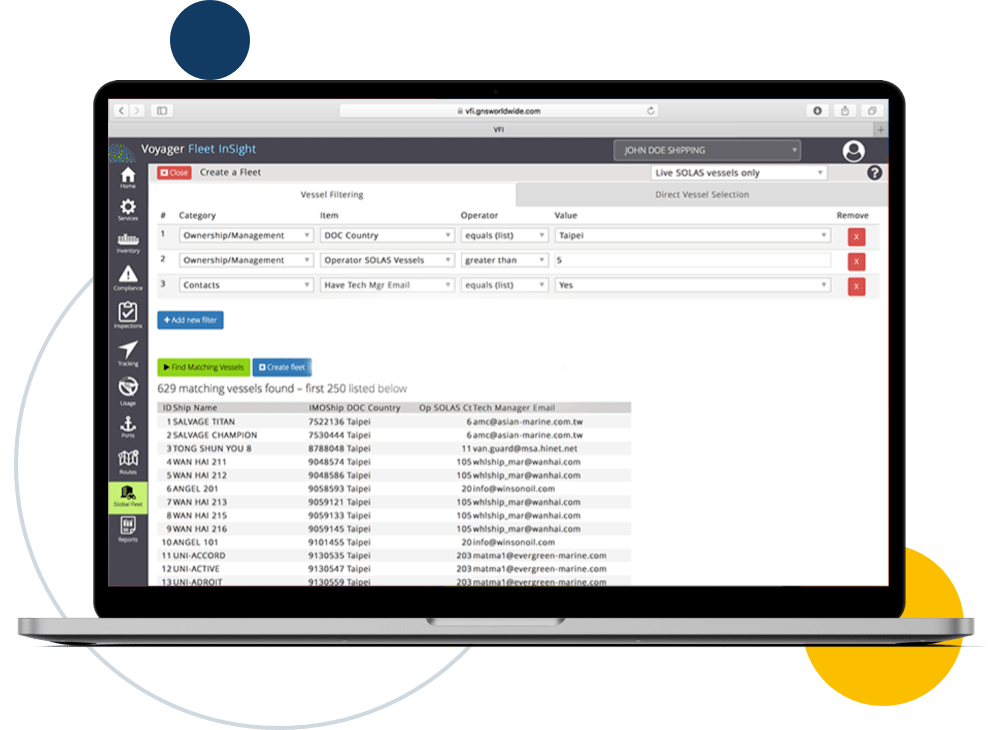 vfi.gnsworldwide.com
VFI
Voyager Fleet InSight
JOHN DOE SHIPPING
Home
Services
Inventory
Compliance
Inspections
Tracking
Usage
Ports
Routes
Global Fleet
Reports
Close Create a Fleet Live SOLAS vessels only ?
Vessel Filtering Direct Vessel Selection
# Category Item Operator Value Remove
1 Ownership/Management DOC Country equals (list) Taipei X
2 Ownership/Management Operator SOLAS Vessels greater than 5 X
3 Contacts Have Tech Mgr Email equals (list) Yes X
+ Add new filter
Find Matching Vessels Create fleet
629 matching vessels found – first 250 listed below
ID Ship Name IMOShip DOC Country Op SOLAS Ct Tech Manager Email
1 SALVAGE TITAN 7522136 Taipei 6 amc@asian-marine.com.tw
2 SALVAGE CHAMPION 7530444 Taipei 6 amc@asian-marine.com.tw
3 TONG SHUN YOU 8 8788048 Taipei 11 van.guard@msa.hinet.net
4 WAN HAI 211 9048574 Taipei 105 whlship_mar@wanhai.com
5 WAN HAI 212 9048586 Taipei 105 whlship_mar@wanhai.com
6 ANGEL 201 9058593 Taipei 20 info@winsonoil.com
7 WAN HAI 213 9059121 Taipei 105 whlship_mar@wanhai.com
8 WAN HAI 215 9059133 Taipei 105 whlship_mar@wanhai.com
9 WAN HAI 216 9059145 Taipei 105 whlship_mar@wanhai.com
10 ANGEL 101 9101455 Taipei 20 info@winsonoil.com
11 UNI-ACCORD 9130535 Taipei 203 matma1@evergreen-marine.com
12 UNI-ACTIVE 9130547 Taipei 203 matma1@evergreen-marine.com
13 UNI-ADROIT 9130559 Taipei 203 matma1@evergreen-marine.com